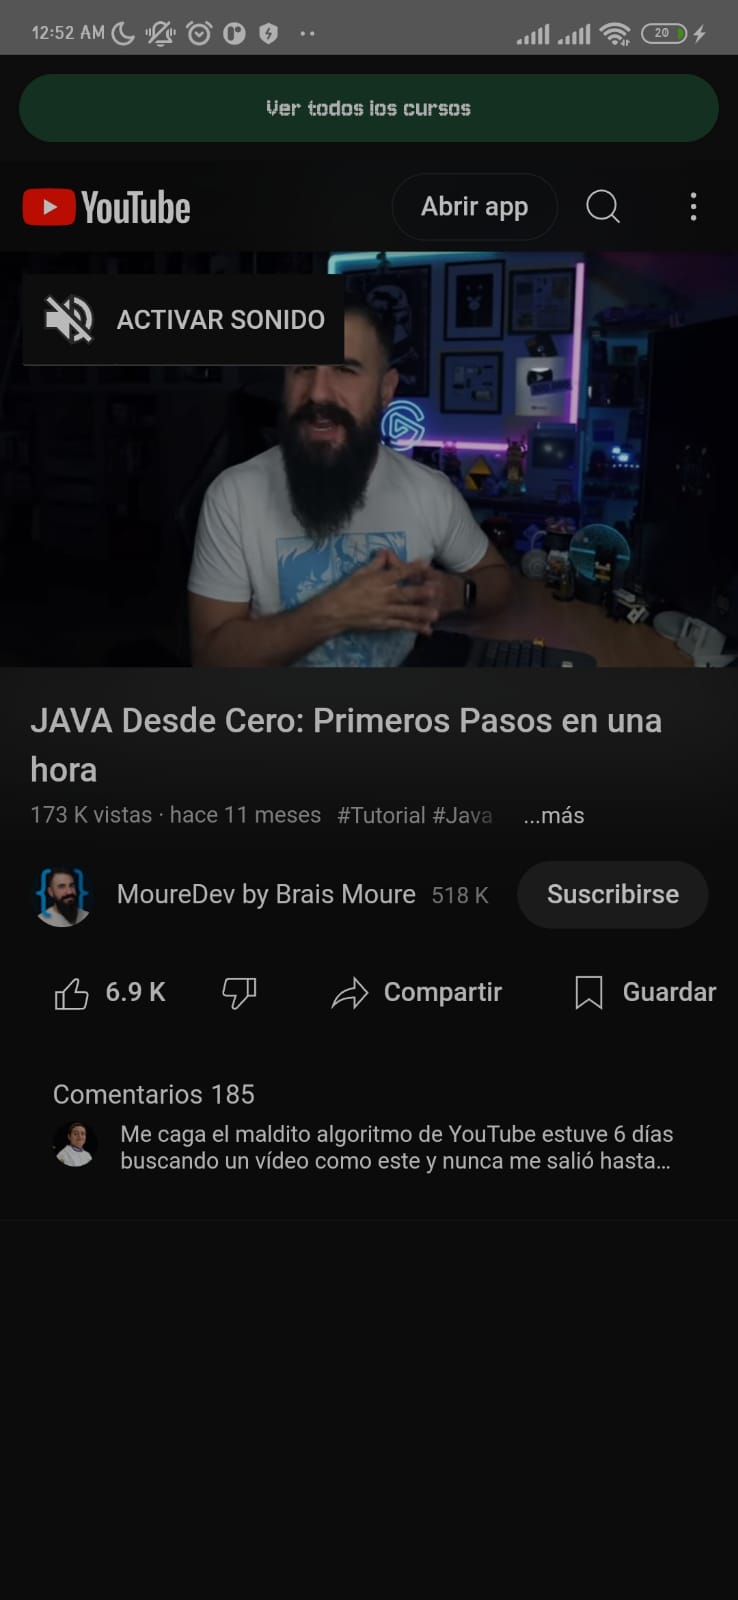 12:52 AM
20
Ver todos los cursos
YouTube
Abrir app
ACTIVAR SONIDO
JAVA Desde Cero: Primeros Pasos en una
hora
173 K vistas · hace 11 meses #Tutorial #Java ...más
MoureDev by Brais Moure 518 K
Suscribirse
6.9 K
Compartir
Guardar
Comentarios 185
Me caga el maldito algoritmo de YouTube estuve 6 días
buscando un vídeo como este y nunca me salió hasta...